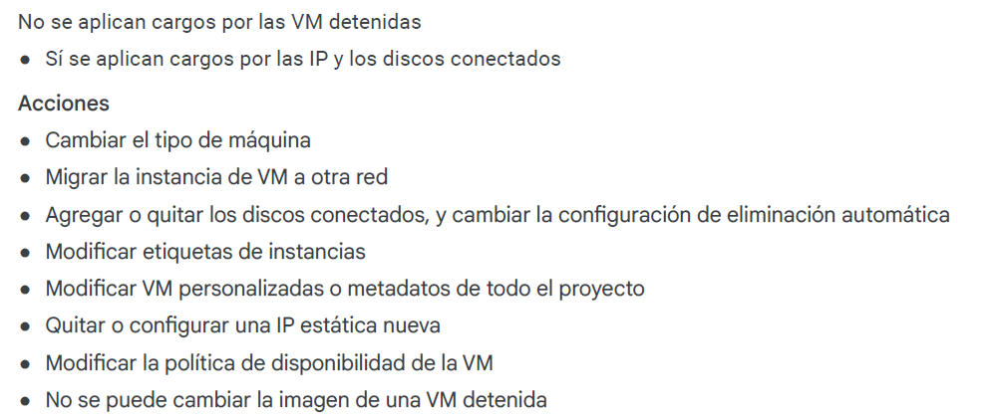 No se aplican cargos por las VM detenidas
● Sí se aplican cargos por las IP y los discos conectados
Acciones
● Cambiar el tipo de máquina
● Migrar la instancia de VM a otra red
● Agregar o quitar los discos conectados, y cambiar la configuración de eliminación automática
● Modificar etiquetas de instancias
● Modificar VM personalizadas o metadatos de todo el proyecto
● Quitar o configurar una IP estática nueva
● Modificar la política de disponibilidad de la VM
● No se puede cambiar la imagen de una VM detenida